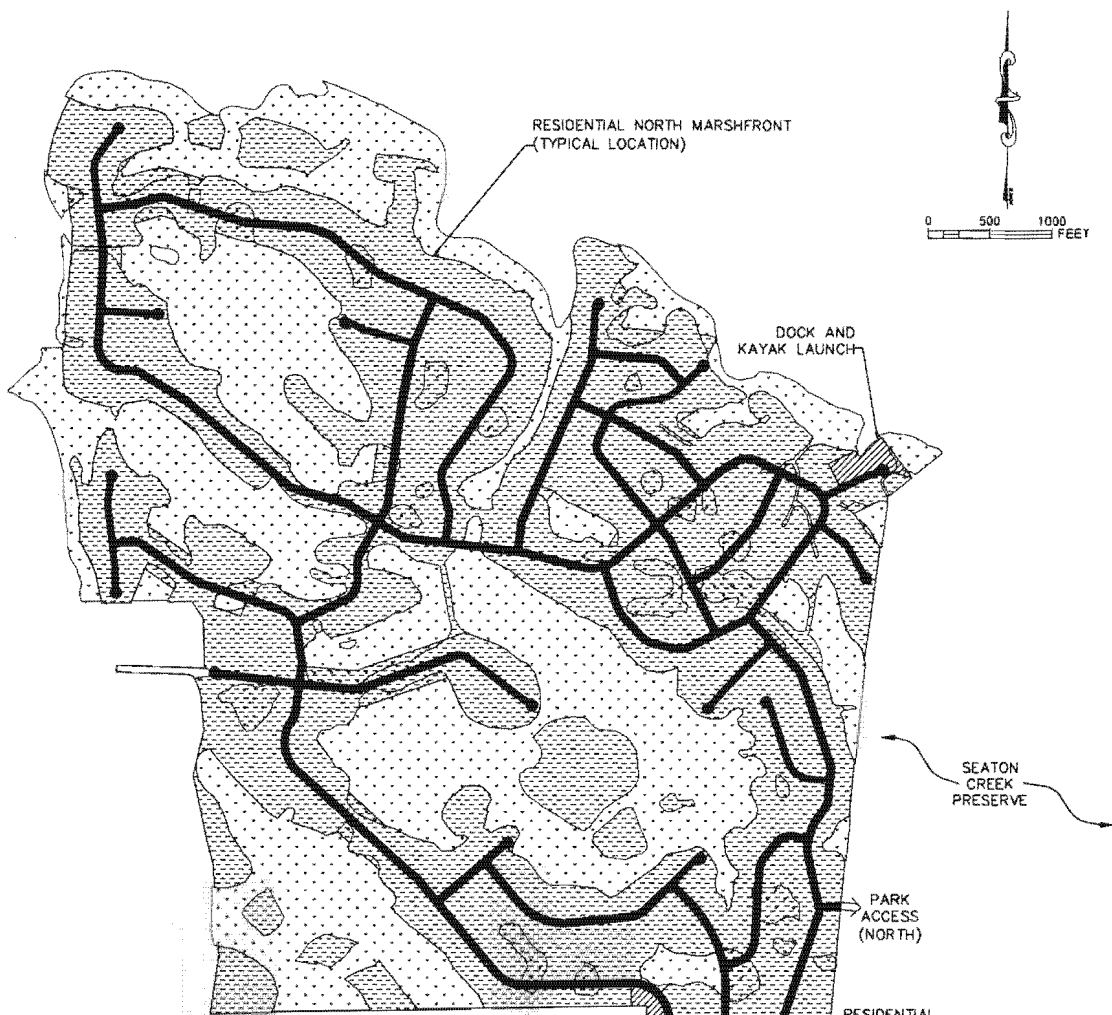 RESIDENTIAL NORTH MARSHFRONT
(TYPICAL LOCATION)
0 500 1000
FEET
DOCK AND
KAYAK LAUNCH
SEATON
CREEK
PRESERVE
PARK
ACCESS
(NORTH)
RESIDENTIAL